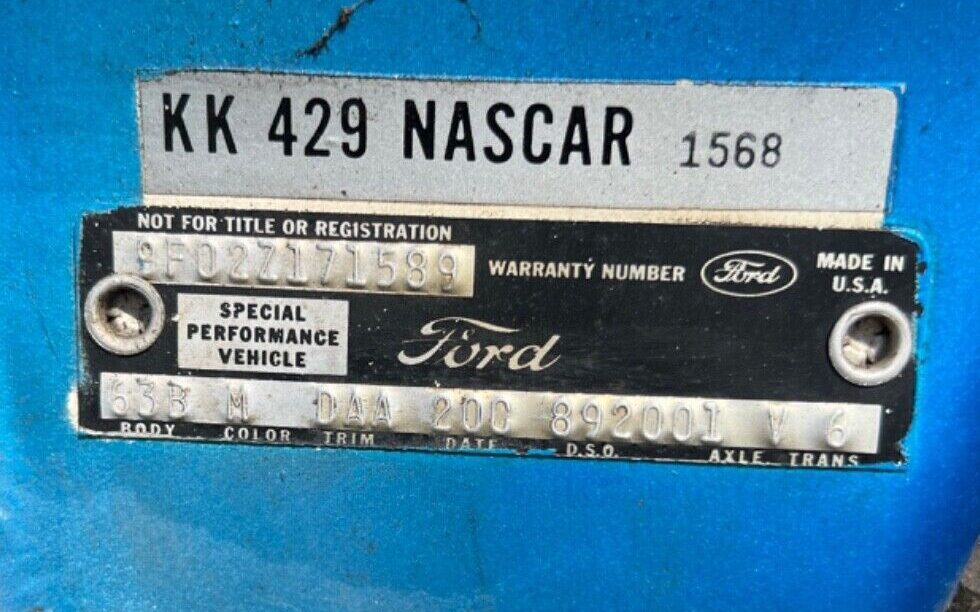 KK 429 NASCAR 1568
NOT FOR TITLE OR REGISTRATION
9F02Z171589 WARRANTY NUMBER Ford MADE IN U.S.A.
SPECIAL PERFORMANCE VEHICLE Ford
63B M DAA 20C 892001 V 6
BODY COLOR TRIM DATE D.S.O. AXLE TRANS